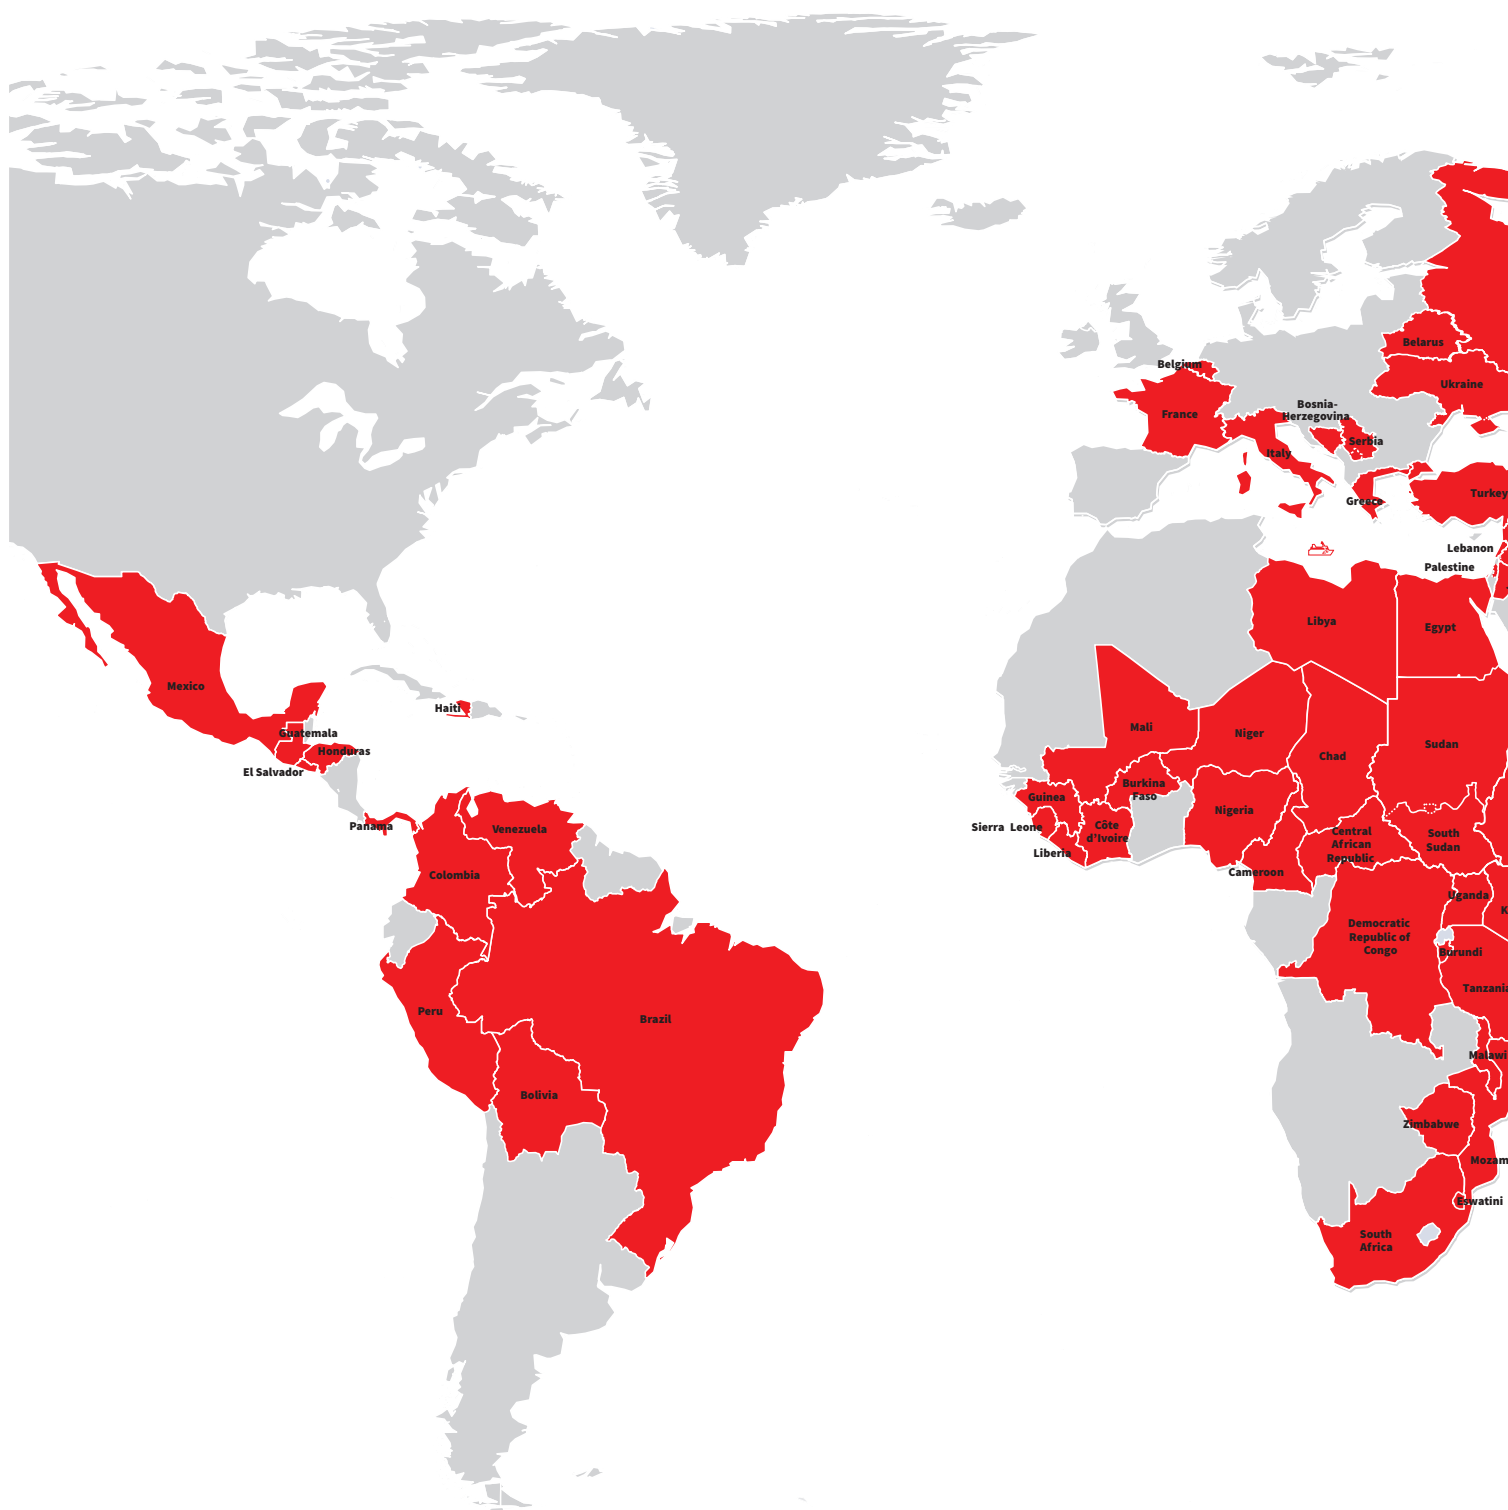 Belarus
Belgium
Ukraine
France
Bosnia-
Herzegovina
Serbia
Italy
Greece
Turkey
Lebanon
Palestine
Libya
Egypt
Mexico
Haiti
Guatemala
Honduras
El Salvador
Panama
Venezuela
Colombia
Peru
Brazil
Bolivia
Mali
Niger
Chad
Sudan
Burkina
Faso
Guinea
Nigeria
Sierra Leone
Côte
d'Ivoire
Liberia
Central
African
Republic
South
Sudan
Cameroon
Uganda
K
Democratic
Republic of
Congo
Burundi
Tanzania
Malawi
Zimbabwe
Mozam
Eswatini
South
Africa